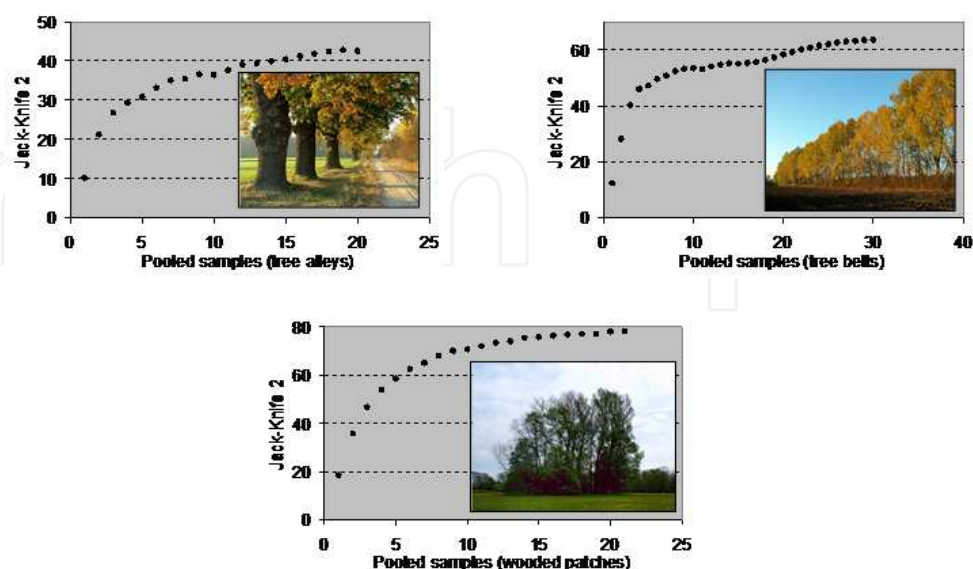 50
40
30
20
10
0
Jack-Knife 2
0 5 10 15 20 25
Pooled samples (tree alleys)
60
40
20
0
Jack-Knife 2
0 10 20 30 40
Pooled samples (tree belts)
80
60
40
20
0
Jack-Knife 2
0 5 10 15 20 25
Pooled samples (wooded patches)